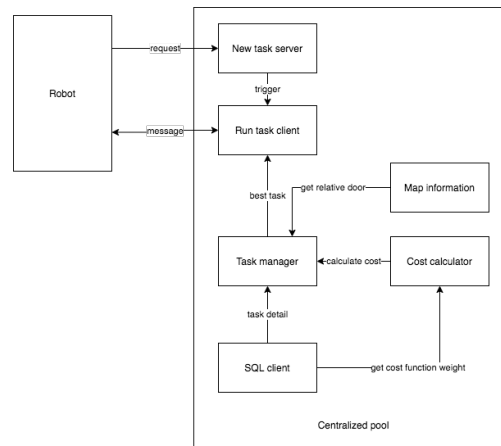 request
New task server
trigger
Robot
message
Run task client
get relative door
Map information
best task
Task manager
calculate cost
Cost calculator
task detail
SQL client
get cost function weight
Centralized pool